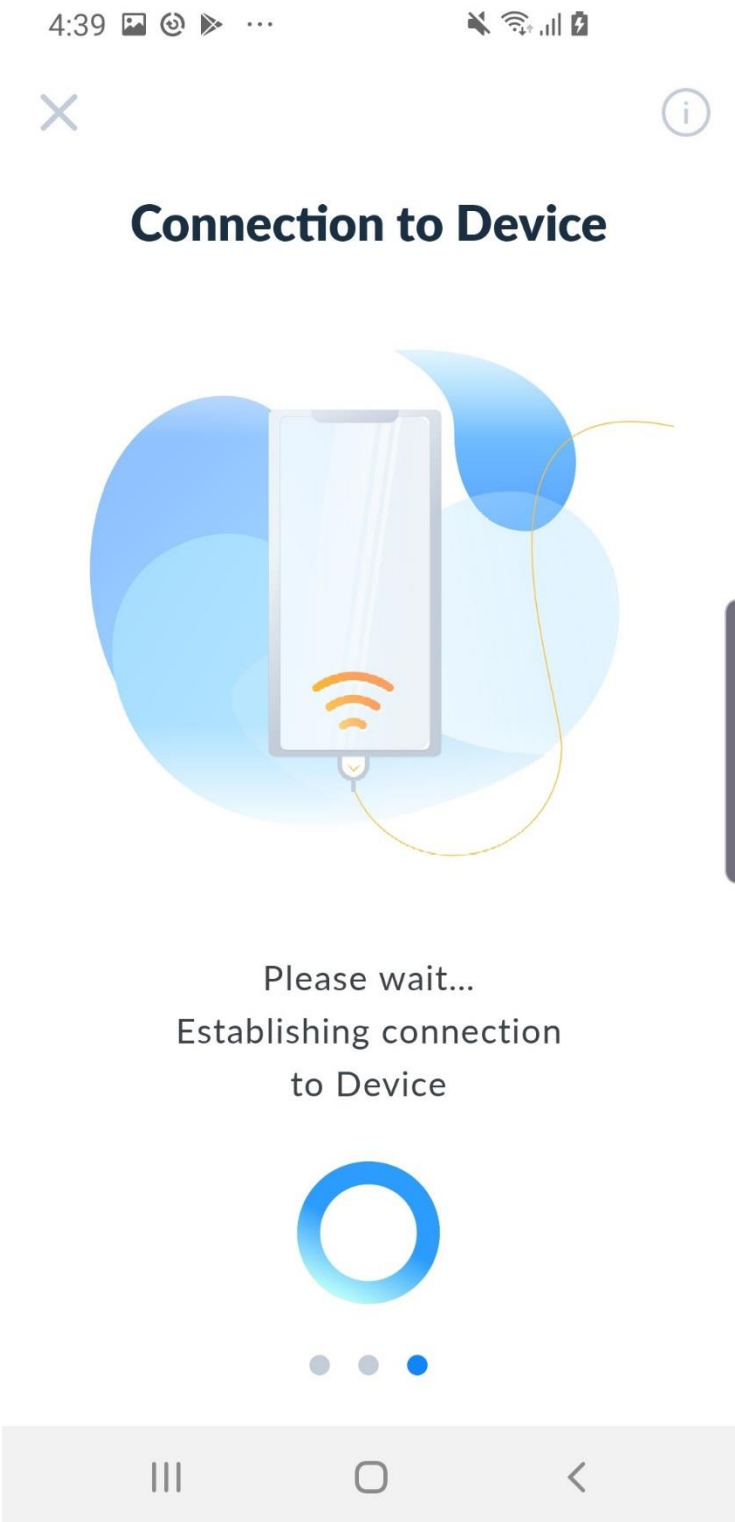 4:39
Connection to Device
Please wait...
Establishing connection
to Device